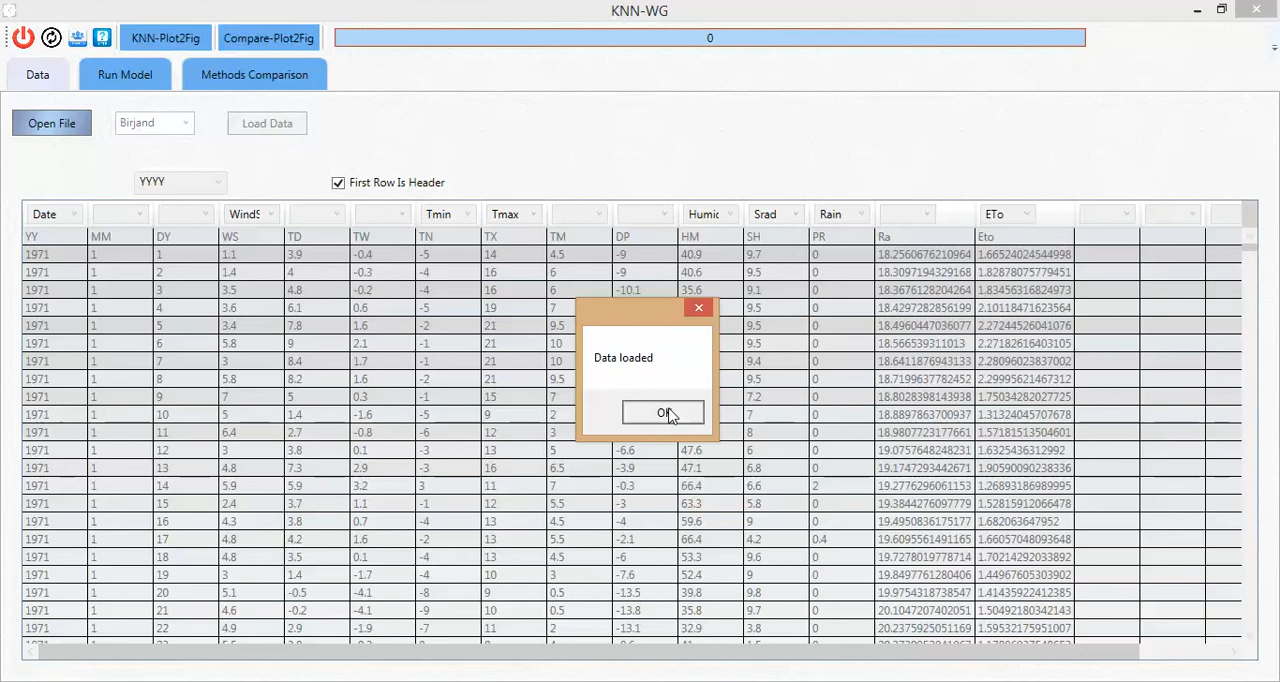 KNN-WG
KNN-Plot2Fig Compare-Plot2Fig 0
Data Run Model Methods Comparison
Open File Birjand Load Data
YYYY First Row Is Header
Date WindS Tmin Tmax Humic Srad Rain ETo
YY MM DY WS TD TW TN TX TM DP HM SH PR Ra Eto
1971 1 1 1.1 3.9 -0.4 -5 14 4.5 -9 40.9 9.7 0 18.2560676210964 1.66524024544998
1971 1 2 1.4 4 -0.3 -4 16 6 -9 40.6 9.5 0 18.3097194329168 1.82878075779451
1971 1 3 3.5 4.8 -0.2 -4 16 6 -10.1 35.6 9.1 0 18.3676128204264 1.83456316824973
1971 1 4 3.6 6.1 0.6 -5 19 7 9.5 0 18.4297282856199 2.10118471623564
1971 1 5 3.4 7.8 1.6 -2 21 9.5 9.5 0 18.4960447036077 2.27244526041076
1971 1 6 5.8 9 2.1 -1 21 10 9.5 0 18.566539311013 2.27182616403105
1971 1 7 3 8.4 1.7 -1 21 10 9.4 0 18.6411876943133 2.28096023837002
1971 1 8 5.8 8.2 1.6 -2 21 9.5 9.5 0 18.7199637782452 2.29995621467312
1971 1 9 7 5 0.3 -1 15 7 7.2 0 18.8028398143938 1.75034282702775
1971 1 10 5 1.4 -1.6 -5 9 2 7 0 18.8897863700937 1.31324045707678
1971 1 11 6.4 2.7 -0.8 -6 12 3 8 0 18.9807723177661 1.57181513504601
1971 1 12 3 3.8 0.1 -3 13 5 -6.6 47.6 6 0 19.0757648248231 1.6325436312992
1971 1 13 4.8 7.3 2.9 -3 16 6.5 -3.9 47.1 6.8 0 19.1747293442671 1.90590090238336
1971 1 14 5.9 5.9 3.2 3 11 7 -0.3 66.4 6.6 2 19.2776296061153 1.26893186989995
1971 1 15 2.4 3.7 1.1 -1 12 5.5 -3 63.3 5.8 0 19.3844276097779 1.52815912066478
1971 1 16 4.3 3.8 0.7 -4 13 4.5 -4 59.6 9 0 19.4950836175177 1.682063647952
1971 1 17 4.8 4.2 1.6 -2 13 5.5 -2.1 66.4 4.2 0.4 19.6095561491165 1.66057048093648
1971 1 18 4.8 3.5 0.1 -4 13 4.5 -6 53.3 9.6 0 19.7278019778714 1.70214292033892
1971 1 19 3 1.4 -1.7 -4 10 3 -7.6 52.4 9 0 19.8497761280406 1.44967605303902
1971 1 20 5.1 -0.5 -4.1 -8 9 0.5 -13.5 39.8 9.8 0 19.9754318738547 1.41435922412385
1971 1 21 4.6 -0.2 -4.1 -9 10 0.5 -13.8 35.8 9.7 0 20.1047207402051 1.50492180342143
1971 1 22 4.9 2.9 -1.9 -7 11 2 -13.1 32.9 3.8 0 20.2375925051169 1.59532175951007
Data loaded